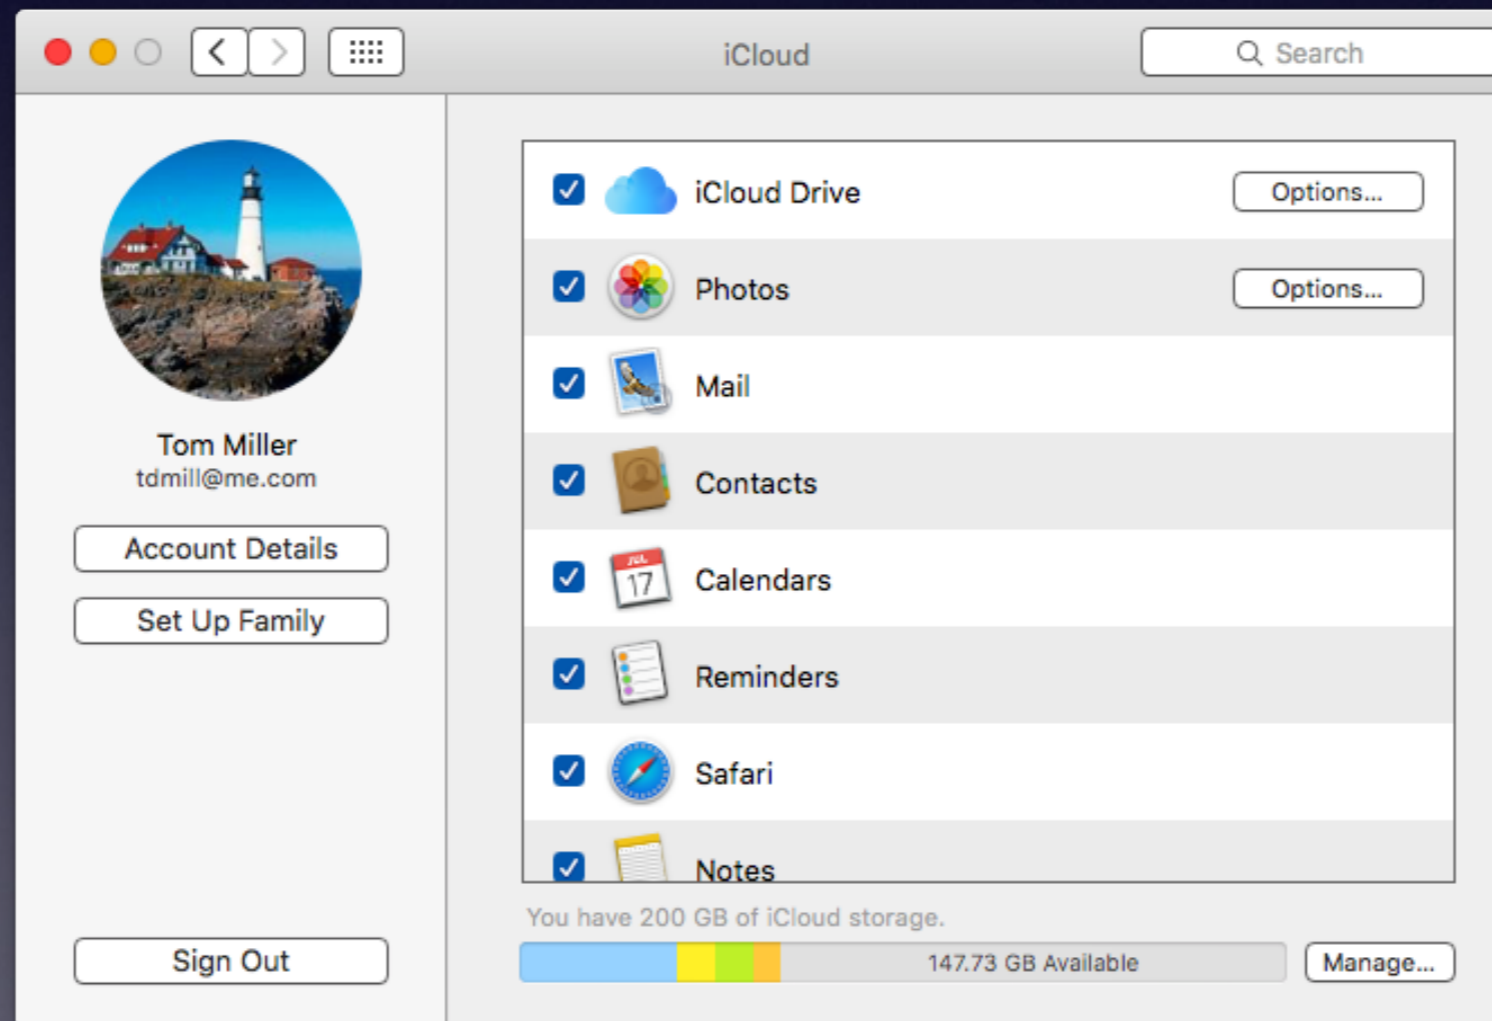 iCloud
Search
Tom Miller
tdmill@me.com
Account Details
Set Up Family
Sign Out
iCloud Drive
Options...
Photos
Options...
Mail
Contacts
JUL
17
Calendars
Reminders
Safari
Notes
You have 200 GB of iCloud storage.
147.73 GB Available
Manage...